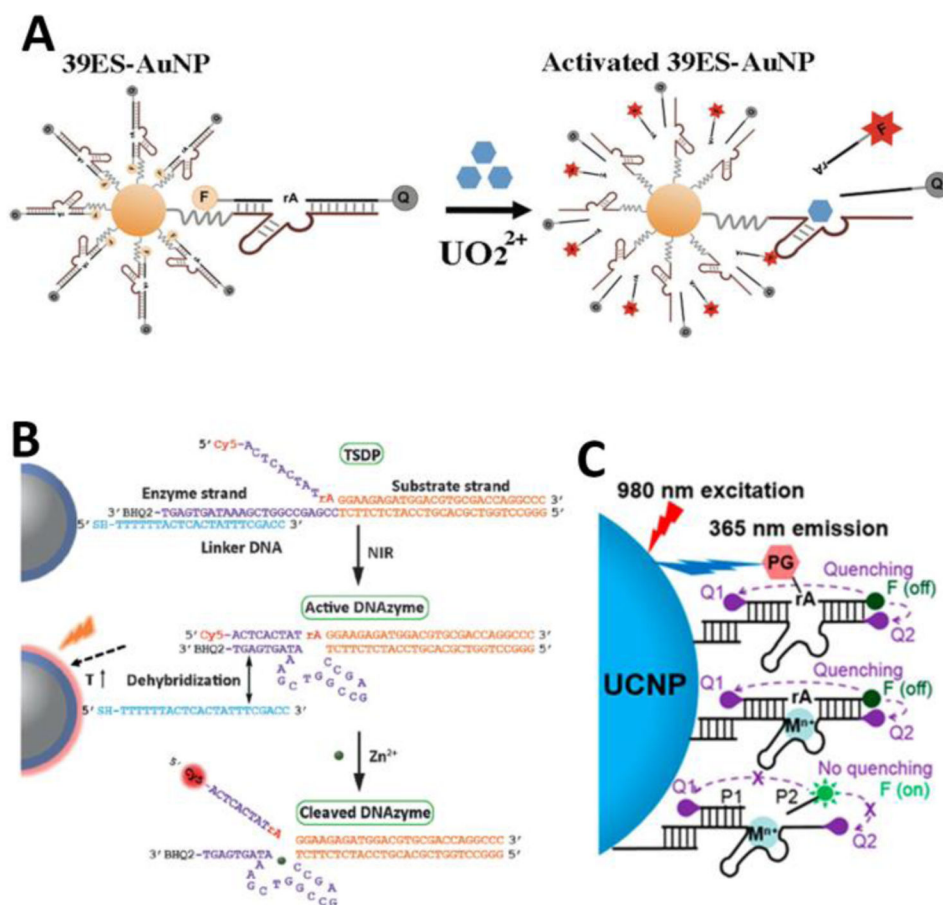 A
39ES-AuNP
Activated 39ES-AuNP
F
rA
Q
UO2²⁺
rA
F
Q
B
5' Cy5-ACTCACTAT
TSDP
rA GGAAGAGATGGACGTGCGACCAGGCCC 3'
Substrate strand
Enzyme strand
3'BHQ2-TGAGTGATAAAGCTGGCCGAGCCTCTTCTCTACCTGCACGCTGGTCCGGG 5'
5' SH-TTTTTTACTCACTATTTCGACC 3'
Linker DNA
NIR
Active DNAzyme
5' Cy5-ACTCACTAT rA GGAAGAGATGGACGTGCGACCAGGCCC 3'
3'BHQ2-TGAGTGATA TCTTCTCTACCTGCACGCTGGTCCGGG 5'
T ↑
Dehybridization
5' SH-TTTTTTACTCACTATTTCGACC 3'
Zn²⁺
5' Cy5-ACTCACTATrA
Cleaved DNAzyme
GGAAGAGATGGACGTGCGACCAGGCCC 3'
3'BHQ2-TGAGTGATA TCTTCTCTACCTGCACGCTGGTCCGGG 5'
C
980 nm excitation
365 nm emission
PG
Quenching
Q1
rA
F (off)
Q2
UCNP
Quenching
Q1
rA
F (off)
Mⁿ⁺
Q2
No quenching
Q1
X
P1
P2
F (on)
X
Mⁿ⁺
Q2